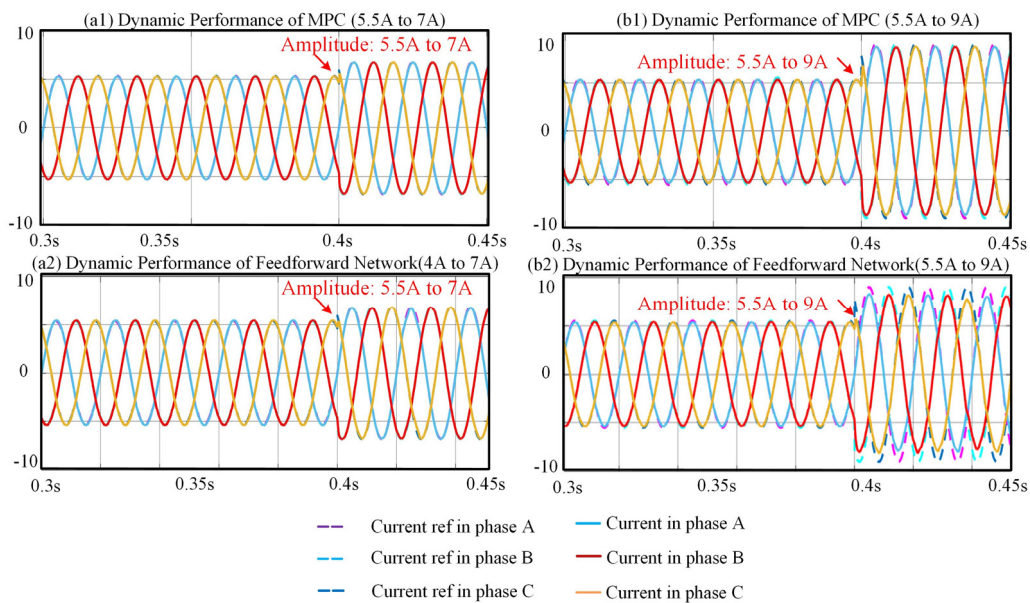 (a1) Dynamic Performance of MPC (5.5A to 7A)
10
Amplitude: 5.5A to 7A
0
-10
0.3s 0.35s 0.4s 0.45s
(b1) Dynamic Performance of MPC (5.5A to 9A)
10
Amplitude: 5.5A to 9A
0
-10
0.3s 0.35s 0.4s 0.45s
(a2) Dynamic Performance of Feedforward Network(4A to 7A)
10
Amplitude: 5.5A to 7A
0
-10
0.3s 0.35s 0.4s 0.45s
(b2) Dynamic Performance of Feedforward Network(5.5A to 9A)
10
Amplitude: 5.5A to 9A
0
-10
0.3s 0.35s 0.4s 0.45s
Current ref in phase A Current in phase A
Current ref in phase B Current in phase B
Current ref in phase C Current in phase C